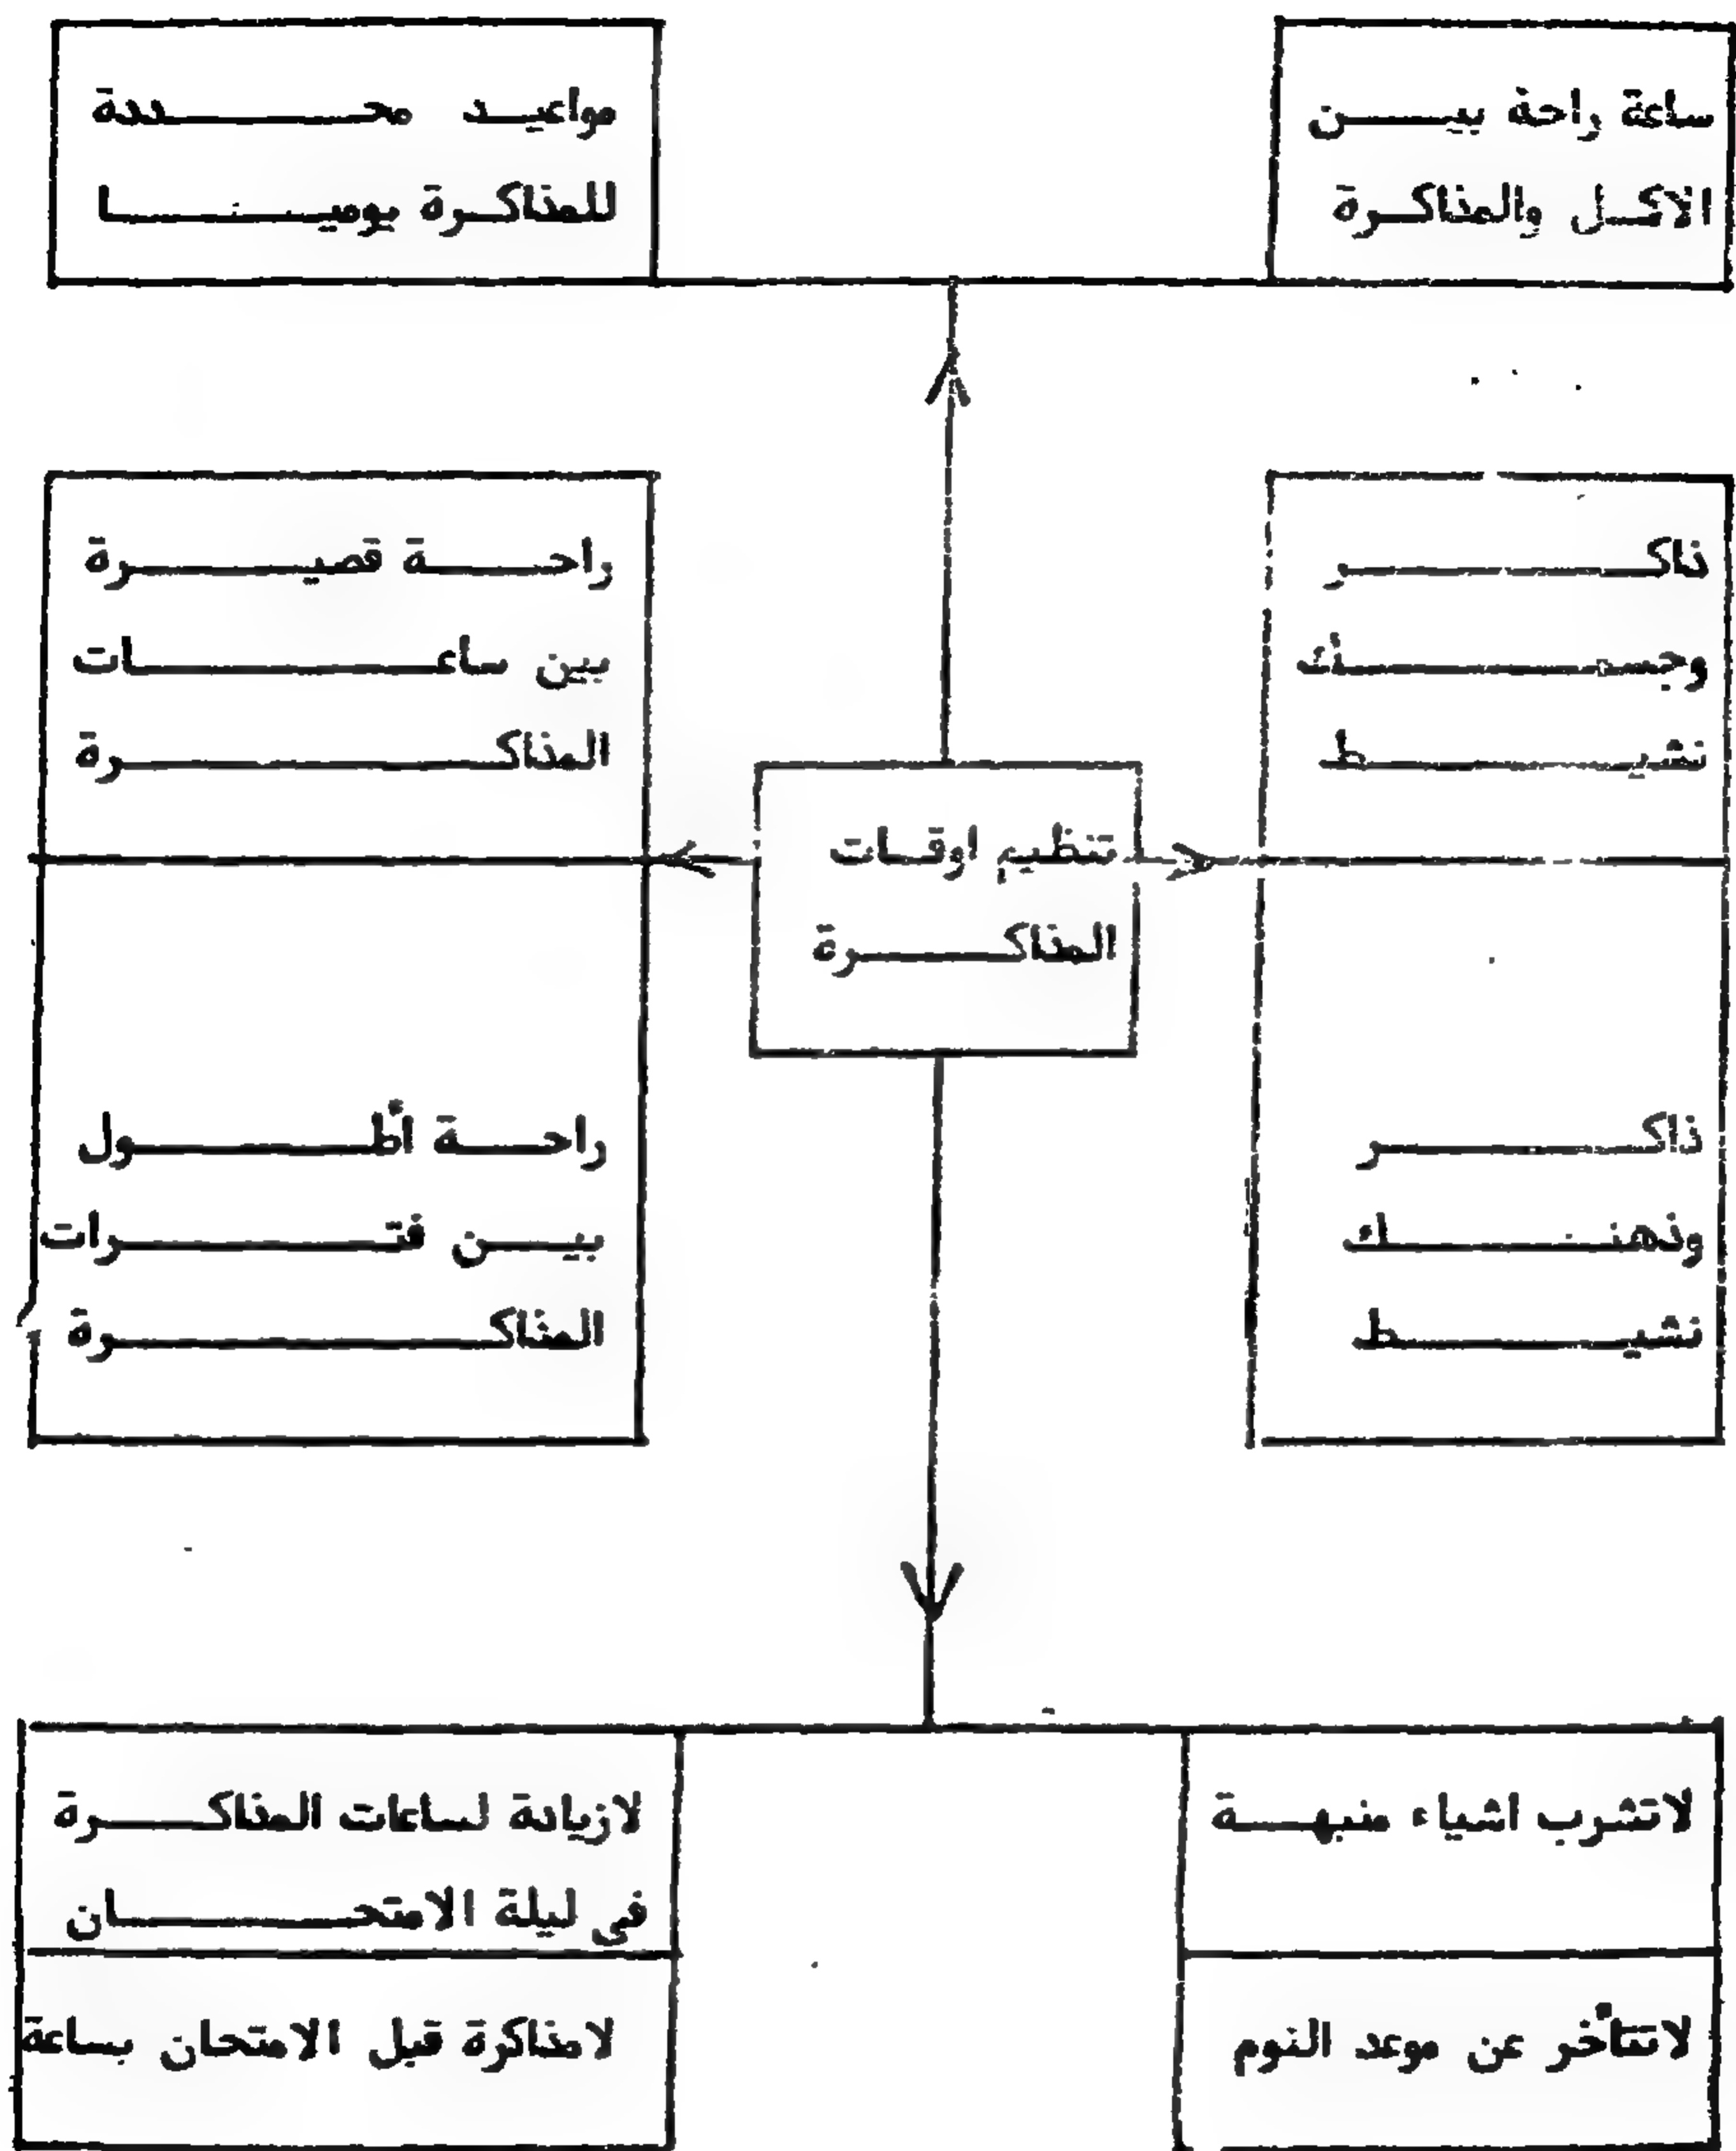 ساعة راحة بين
الاكل والمذاكرة
مواعيد محددة
للمذاكرة يوميا
ذاكر
وجسمك
نشيط
راحة قصيرة
بين ساعات
المذاكرة
تنظيم اوقات
المذاكرة
ذاكر
وذهنك
نشيط
راحة أطول
بين فترات
المذاكرة
لاتشرب اشياء منبهة
لازيادة لساعات المذاكرة
فى ليلة الامتحان
لاتتأخر عن موعد النوم
لامذاكرة قبل الامتحان بساعة